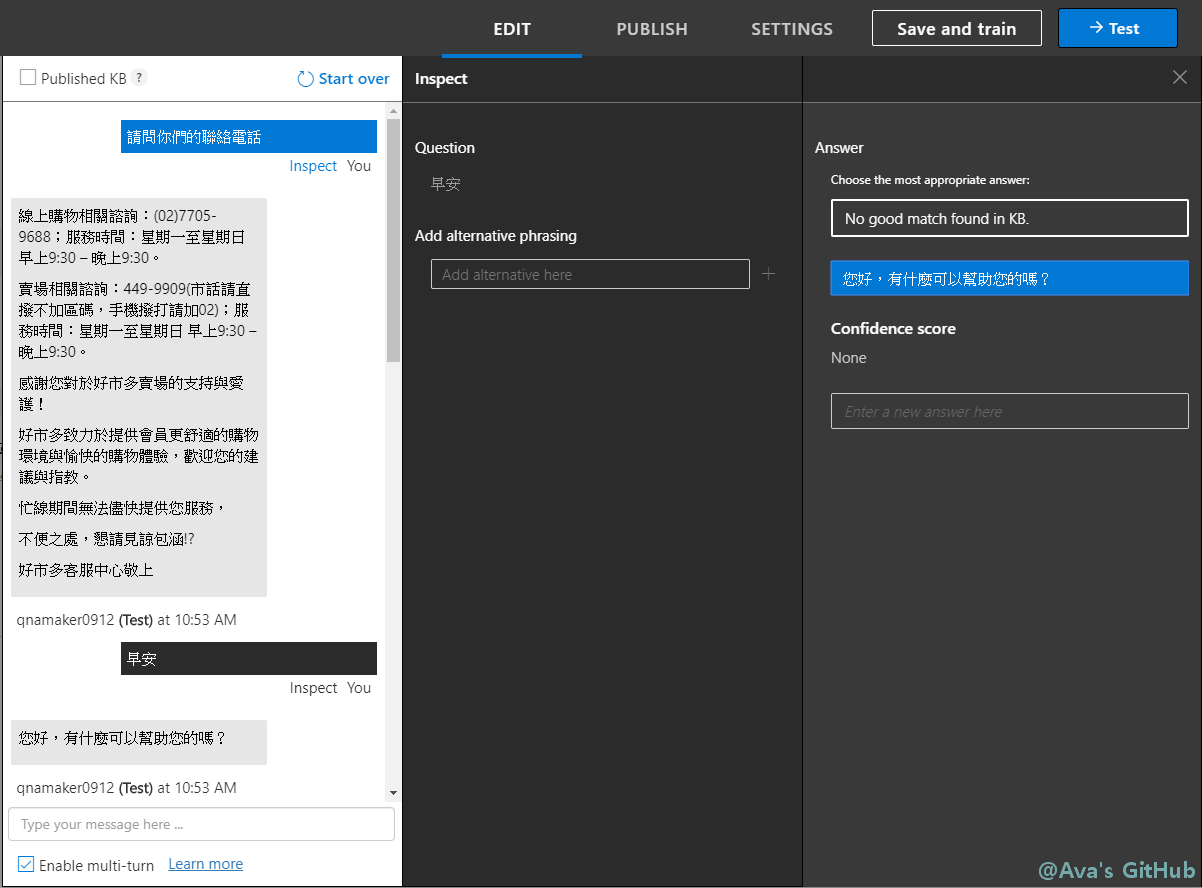 EDIT
PUBLISH
SETTINGS
Save and train
→ Test
Published KB ?
Start over
請問你們的聯絡電話
Inspect You
線上購物相關諮詢：(02)7705-
9688；服務時間：星期一至星期日
早上9:30 – 晚上9:30。
賣場相關諮詢：449-9909(市話請直
撥不加區碼，手機撥打請加02)；服
務時間：星期一至星期日 早上9:30 –
晚上9:30。
感謝您對於好市多賣場的支持與愛
護！
好市多致力於提供會員更舒適的購物
環境與愉快的購物體驗，歡迎您的建
議與指教。
忙線期間無法儘快提供您服務，
不便之處，懇請見諒包涵!?
好市多客服中心敬上
qnamaker0912 (Test) at 10:53 AM
早安
Inspect You
您好，有什麼可以幫助您的嗎？
qnamaker0912 (Test) at 10:53 AM
Type your message here ...
Enable multi-turn Learn more
Inspect
Question
早安
Add alternative phrasing
Add alternative here
Answer
Choose the most appropriate answer:
No good match found in KB.
您好，有什麼可以幫助您的嗎？
Confidence score
None
Enter a new answer here
@Ava's GitHub